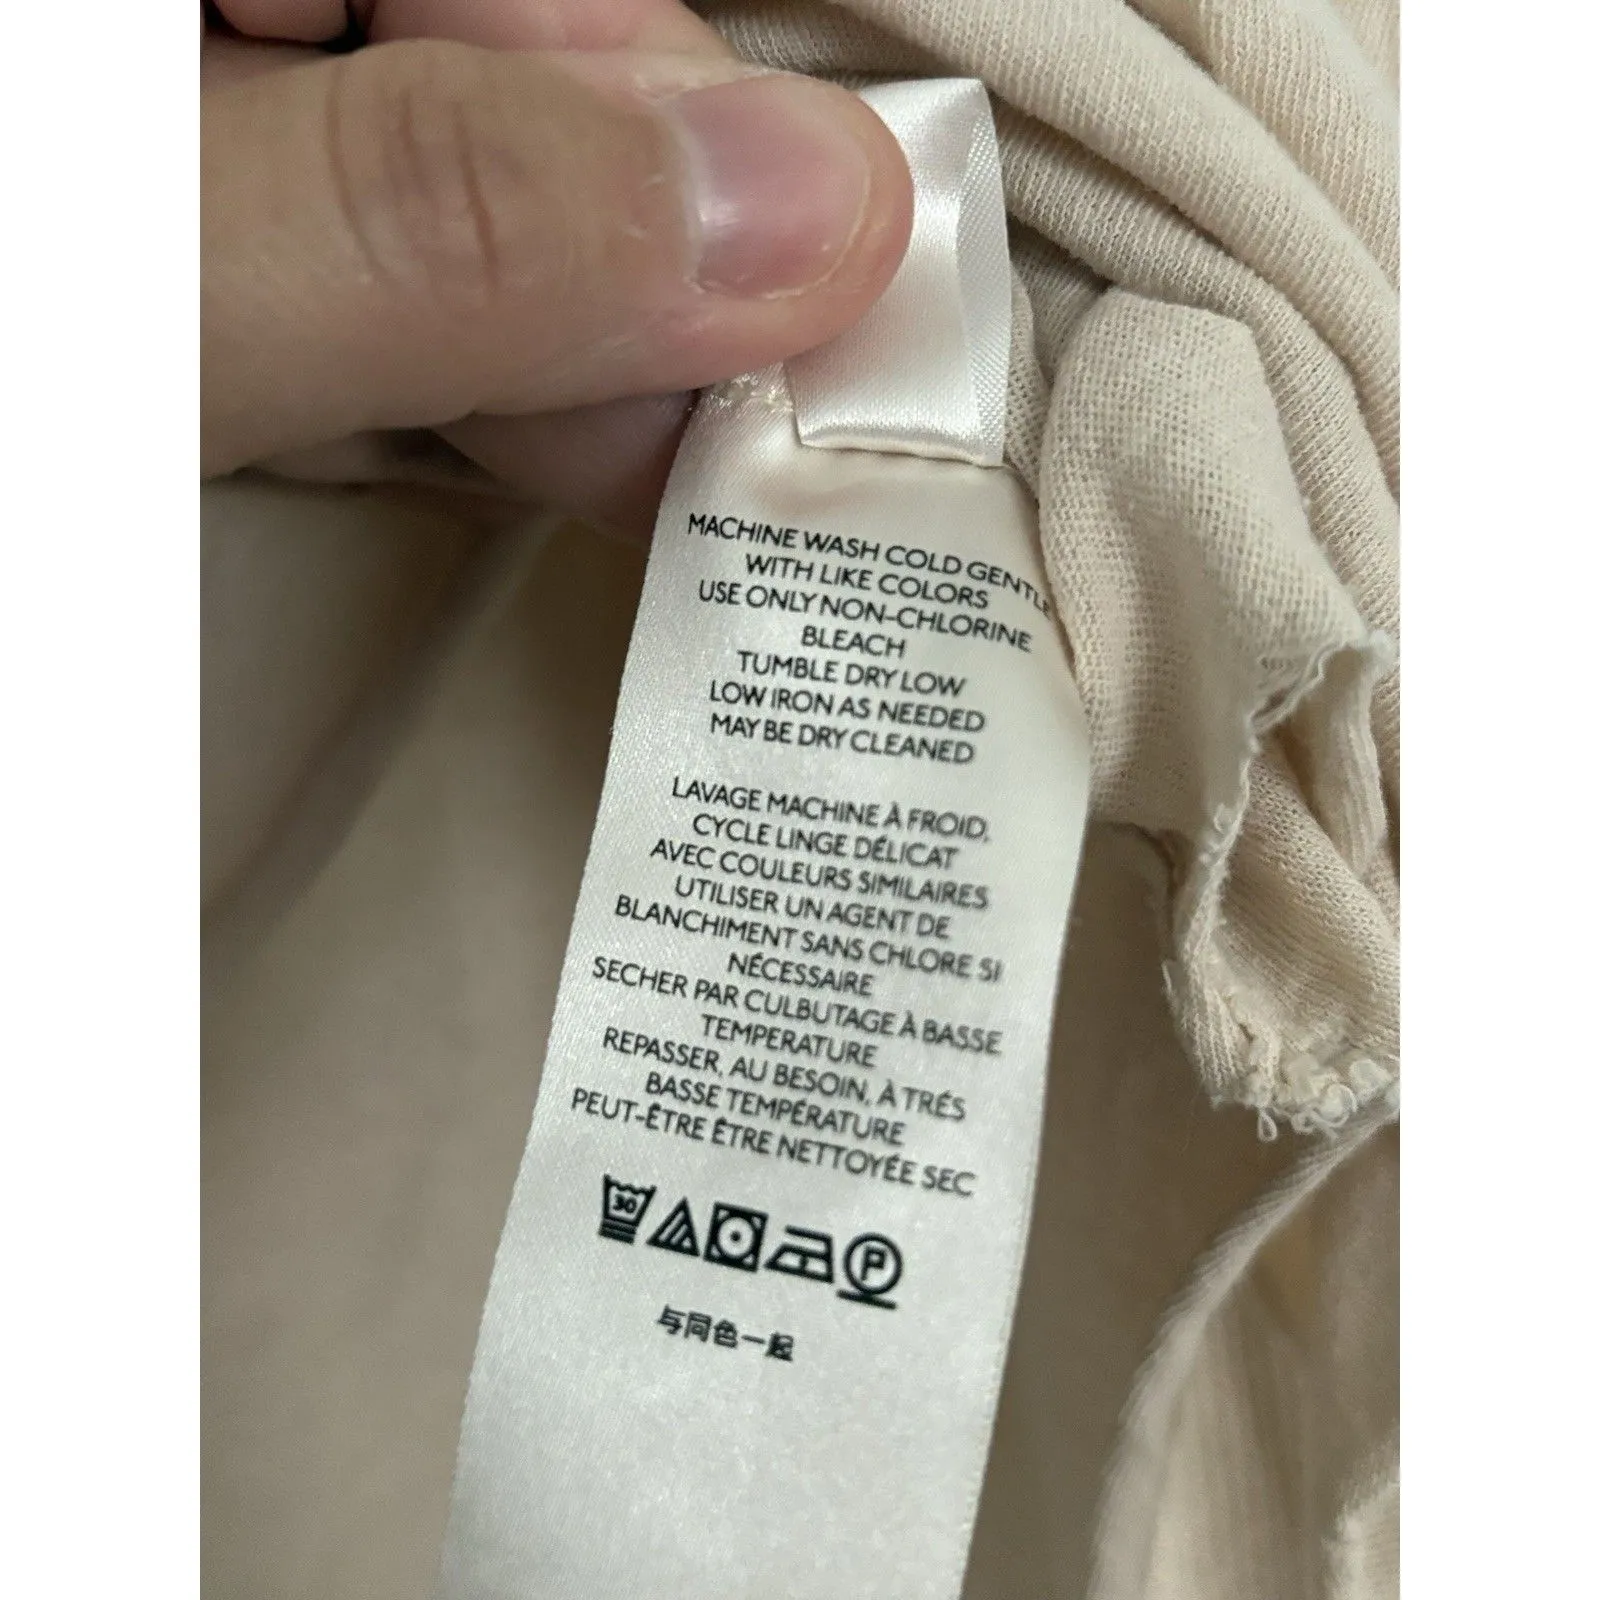 MACHINE WASH COLD GENTLE
WITH LIKE COLORS
USE ONLY NON-CHLORINE
BLEACH
TUMBLE DRY LOW
LOW IRON AS NEEDED
MAY BE DRY CLEANED
LAVAGE MACHINE À FROID,
CYCLE LINGE DÉLICAT
AVEC COULEURS SIMILAIRES
UTILISER UN AGENT DE
BLANCHIMENT SANS CHLORE SI
NÉCESSAIRE
SECHER PAR CULBUTAGE À BASSE
TEMPERATURE
REPASSER, AU BESOIN, À TRÉS
BASSE TEMPÉRATURE
PEUT-ÊTRE ÊTRE NETTOYÉE SEC
30 P
与同色一起